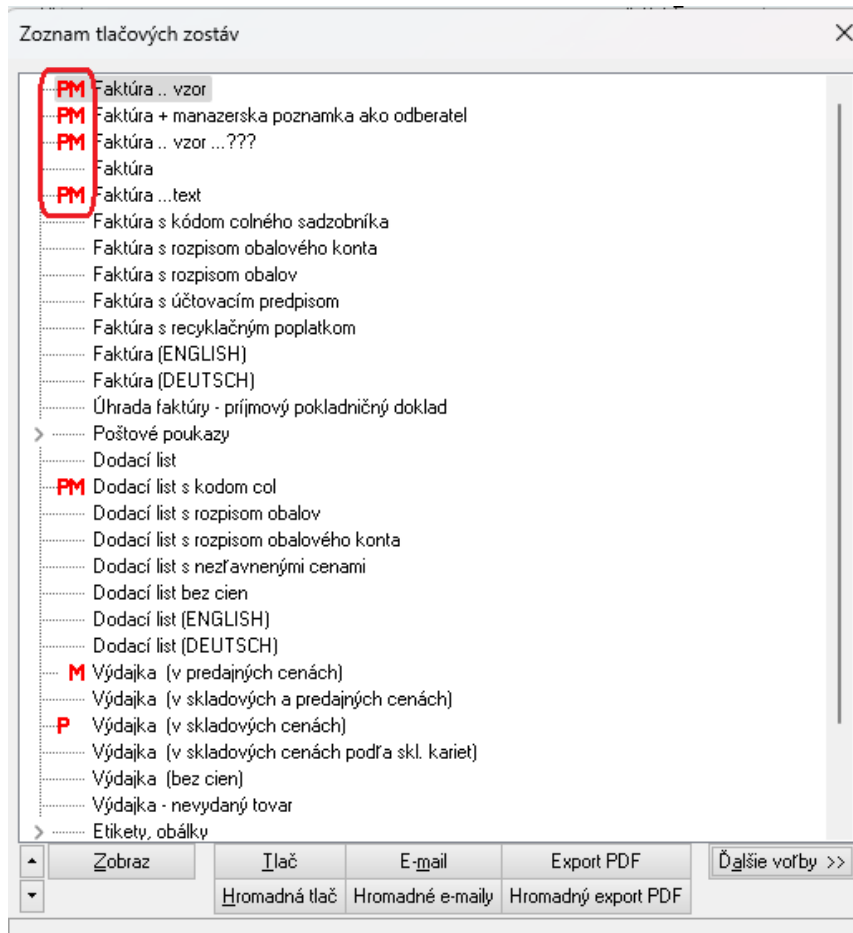 Zoznam tlačových zostáv
PM Faktúra .. vzor
PM Faktúra + manazerska poznamka ako odberatel
PM Faktúra .. vzor ...???
Faktúra
PM Faktúra ...text
Faktúra s kódom colného sadzobníka
Faktúra s rozpisom obalového konta
Faktúra s rozpisom obalov
Faktúra s účtovacím predpisom
Faktúra s recyklačným poplatkom
Faktúra (ENGLISH)
Faktúra (DEUTSCH)
Úhrada faktúry - príjmový pokladničný doklad
Poštové poukazy
Dodací list
PM Dodací list s kodom col
Dodací list s rozpisom obalov
Dodací list s rozpisom obalového konta
Dodací list s nezľavnenými cenami
Dodací list bez cien
Dodací list (ENGLISH)
Dodací list (DEUTSCH)
M Výdajka (v predajných cenách)
Výdajka (v skladových a predajných cenách)
P Výdajka (v skladových cenách)
Výdajka (v skladových cenách podľa skl. kariet)
Výdajka (bez cien)
Výdajka - nevydaný tovar
Etikety, obálky
Zobraz Tlač E-mail Export PDF Ďalšie voľby >>
Hromadná tlač Hromadné e-maily Hromadný export PDF